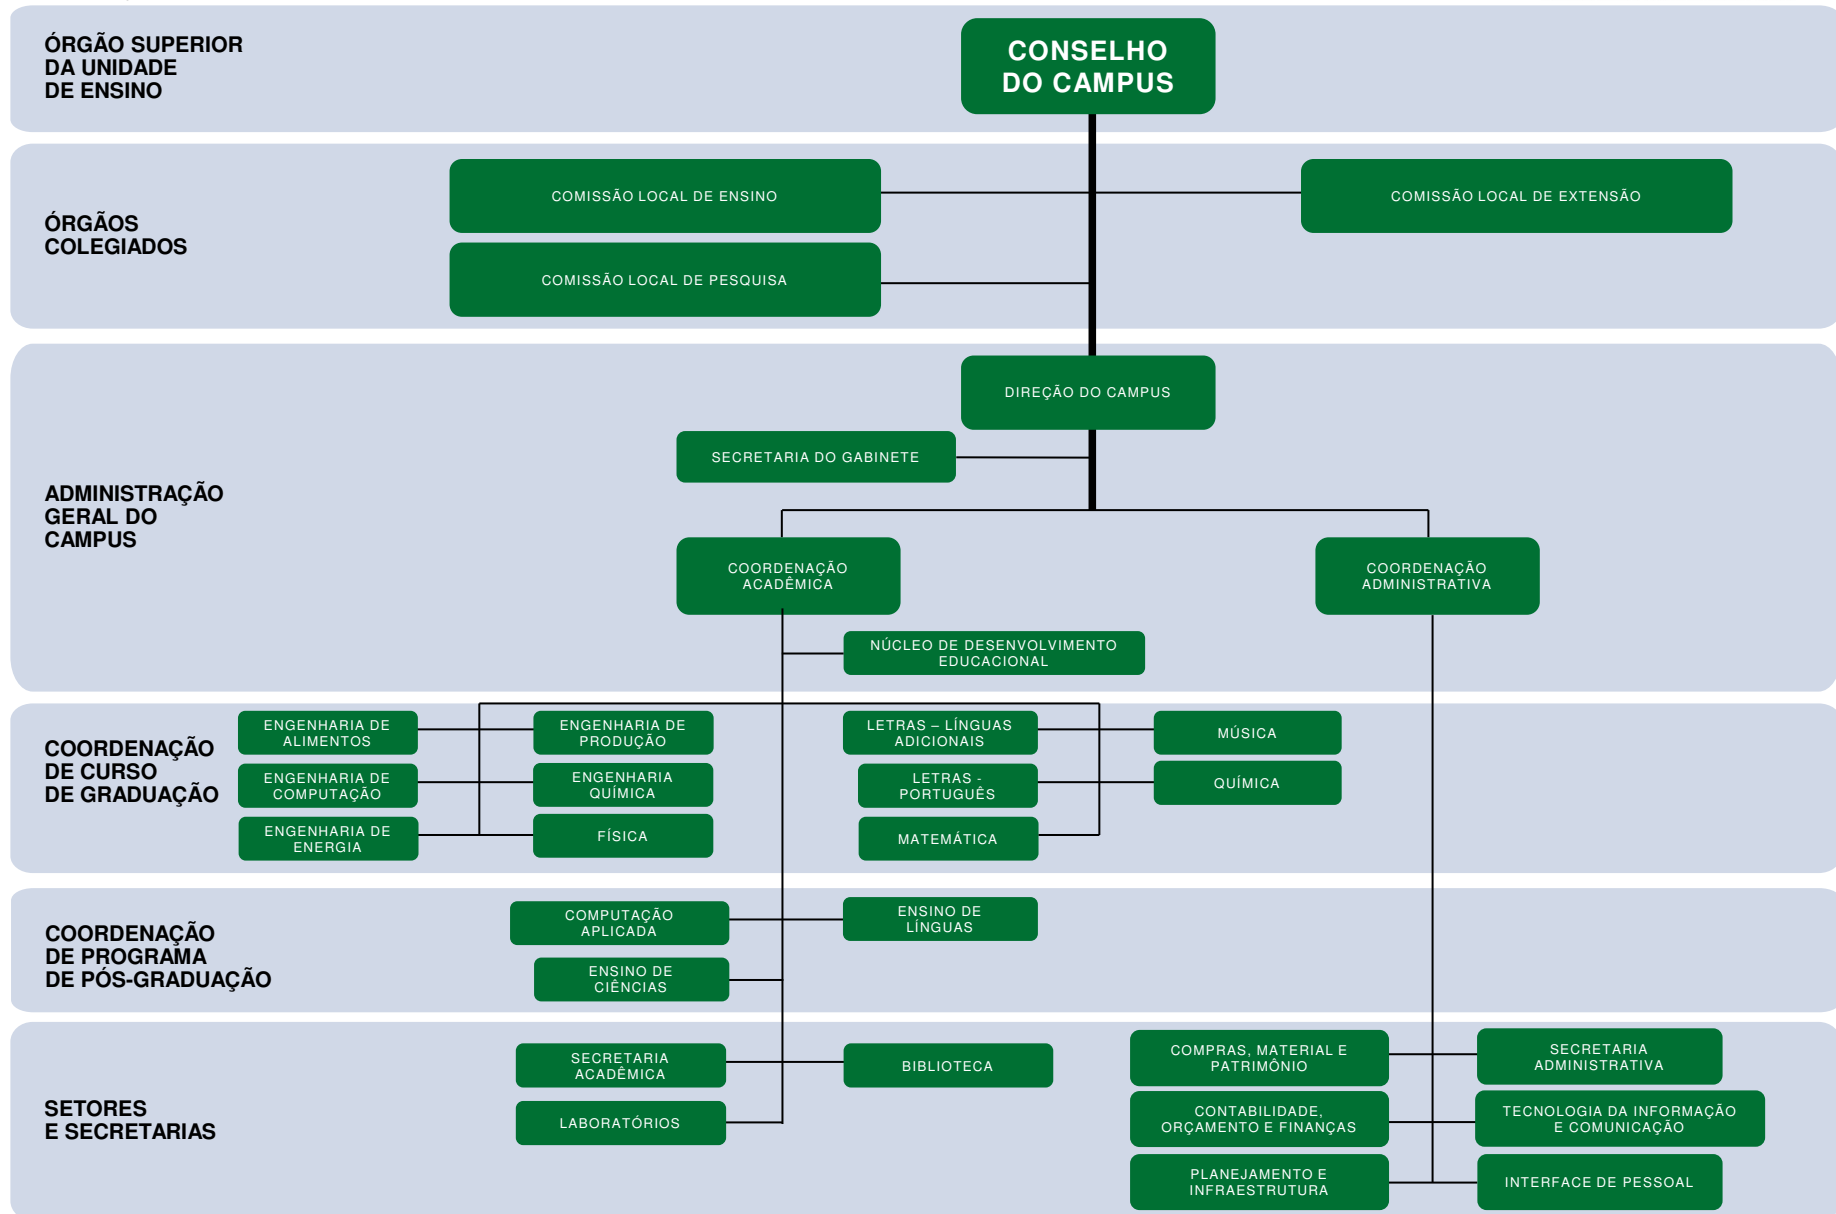 ÓRGÃO SUPERIOR
DA UNIDADE
DE ENSINO
CONSELHO
DO CAMPUS
ÓRGÃOS
COLEGIADOS
COMISSÃO LOCAL DE ENSINO
COMISSÃO LOCAL DE EXTENSÃO
COMISSÃO LOCAL DE PESQUISA
ADMINISTRAÇÃO
GERAL DO
CAMPUS
DIREÇÃO DO CAMPUS
SECRETARIA DO GABINETE
COORDENAÇÃO
ACADÊMICA
COORDENAÇÃO
ADMINISTRATIVA
NÚCLEO DE DESENVOLVIMENTO
EDUCACIONAL
COORDENAÇÃO
DE CURSO
DE GRADUAÇÃO
ENGENHARIA DE
ALIMENTOS
ENGENHARIA DE
PRODUÇÃO
LETRAS – LÍNGUAS
ADICIONAIS
MÚSICA
ENGENHARIA DE
COMPUTAÇÃO
ENGENHARIA
QUÍMICA
LETRAS -
PORTUGUÊS
QUÍMICA
ENGENHARIA DE
ENERGIA
FÍSICA
MATEMÁTICA
COORDENAÇÃO
DE PROGRAMA
DE PÓS-GRADUAÇÃO
COMPUTAÇÃO
APLICADA
ENSINO DE
LÍNGUAS
ENSINO DE
CIÊNCIAS
SETORES
E SECRETARIAS
SECRETARIA
ACADÊMICA
BIBLIOTECA
COMPRAS, MATERIAL E
PATRIMÔNIO
SECRETARIA
ADMINISTRATIVA
LABORATÓRIOS
CONTABILIDADE,
ORÇAMENTO E FINANÇAS
TECNOLOGIA DA INFORMAÇÃO
E COMUNICAÇÃO
PLANEJAMENTO E
INFRAESTRUTURA
INTERFACE DE PESSOAL